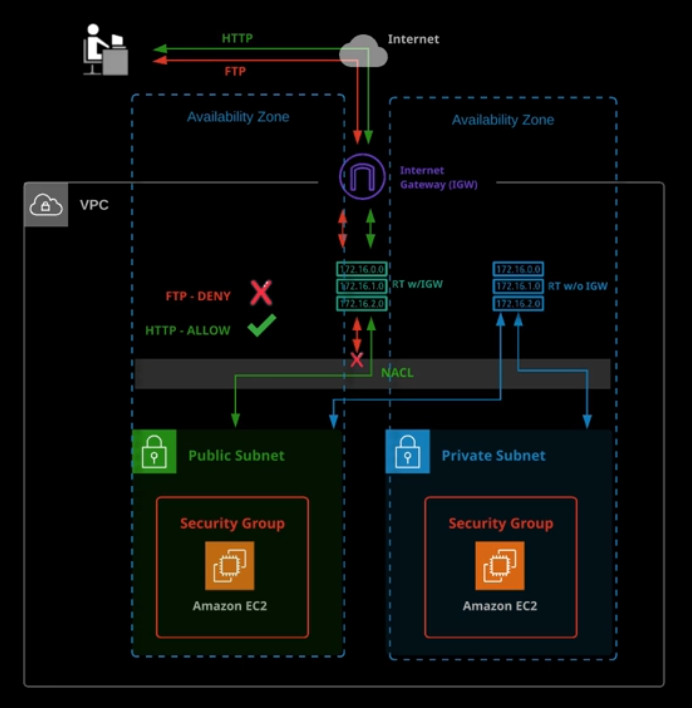 HTTP
Internet
FTP
Availability Zone
Availability Zone
Internet
Gateway (IGW)
VPC
172.16.0.0
172.16.1.0
172.16.2.0
RT w/IGW
172.16.0.0
172.16.1.0
172.16.2.0
RT w/o IGW
FTP - DENY
HTTP - ALLOW
NACL
Public Subnet
Private Subnet
Security Group
Amazon EC2
Security Group
Amazon EC2